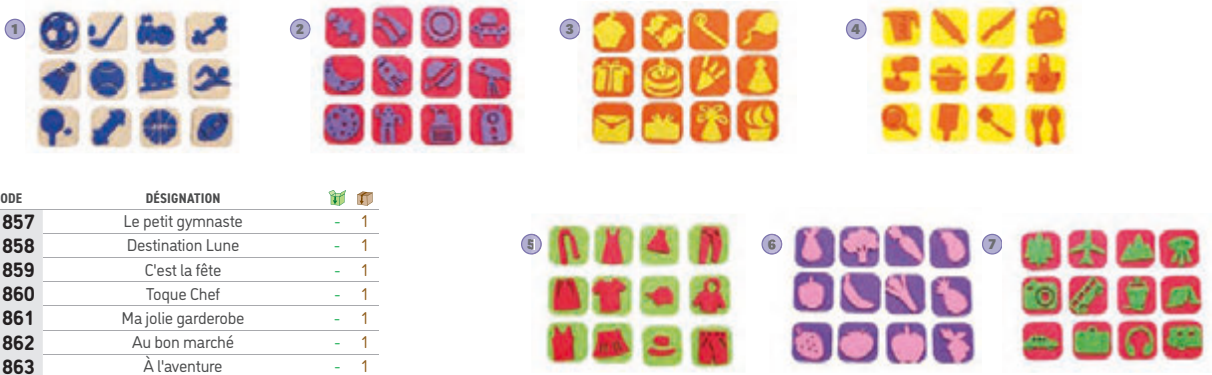 1
2
3
4
ODE DÉSIGNATION
857 Le petit gymnaste - 1
858 Destination Lune - 1
859 C'est la fête - 1
860 Toque Chef - 1
861 Ma jolie garderobe - 1
862 Au bon marché - 1
863 À l'aventure - 1
5
6
7